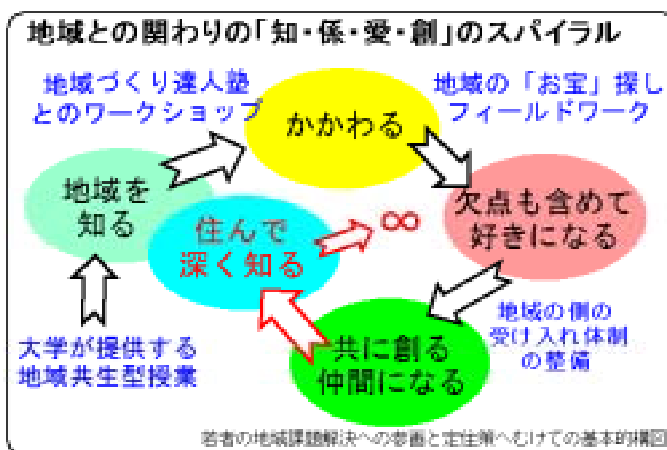 地域との関わりの「知・係・愛・創」のスパイラル
地域づくり達人塾
とのワークショップ
かかわる
地域の「お宝」探し
フィールドワーク
地域を
知る
住んで
深く知る
∞
欠点も含めて
好きになる
大学が提供する
地域共生型授業
共に創る
仲間になる
地域の側の
受け入れ体制
の整備
若者の地域課題解決への参画と定住策へむけての基本的構図